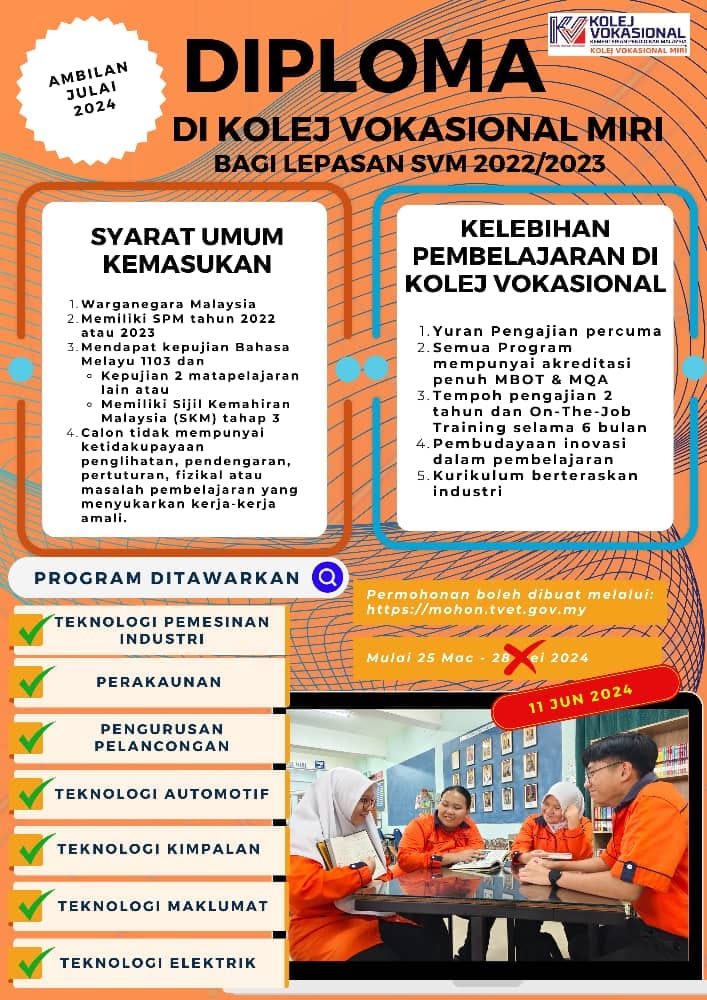 AMBILAN
JULAI
2024
KOLEJ
VOKASIONAL
KEMENTERIAN PENDIDIKAN MALAYSIA
KOLEJ VOKASIONAL MIRI
DIPLOMA
DI KOLEJ VOKASIONAL MIRI
BAGI LEPASAN SVM 2022/2023
SYARAT UMUM
KEMASUKAN
1. Warganegara Malaysia
2. Memiliki SPM tahun 2022
atau 2023
3. Mendapat kepujian Bahasa
Melayu 1103 dan
Kepujian 2 matapelajaran
lain atau
Memiliki Sijil Kemahiran
Malaysia (SKM) tahap 3
4. Calon tidak mempunyai
ketidakupayaan
penglihatan, pendengaran,
pertuturan, fizikal atau
masalah pembelajaran yang
menyukarkan kerja-kerja
amali.
KELEBIHAN
PEMBELAJARAN DI
KOLEJ VOKASIONAL
1. Yuran Pengajian percuma
2. Semua Program
mempunyai akreditasi
penuh MBOT & MQA
3. Tempoh pengajian 2
tahun dan On-The-Job
Training selama 6 bulan
4. Pembudayaan inovasi
dalam pembelajaran
5. Kurikulum berteraskan
industri
PROGRAM DITAWARKAN
TEKNOLOGI PEMESINAN
INDUSTRI
PERAKAUNAN
PENGURUSAN
PELANCONGAN
TEKNOLOGI AUTOMOTIF
TEKNOLOGI KIMPALAN
TEKNOLOGI MAKLUMAT
TEKNOLOGI ELEKTRIK
Permohonan boleh dibuat melalui:
https://mohon.tvet.gov.my
Mulai 25 Mac - 28 ei 2024
11 JUN 2024